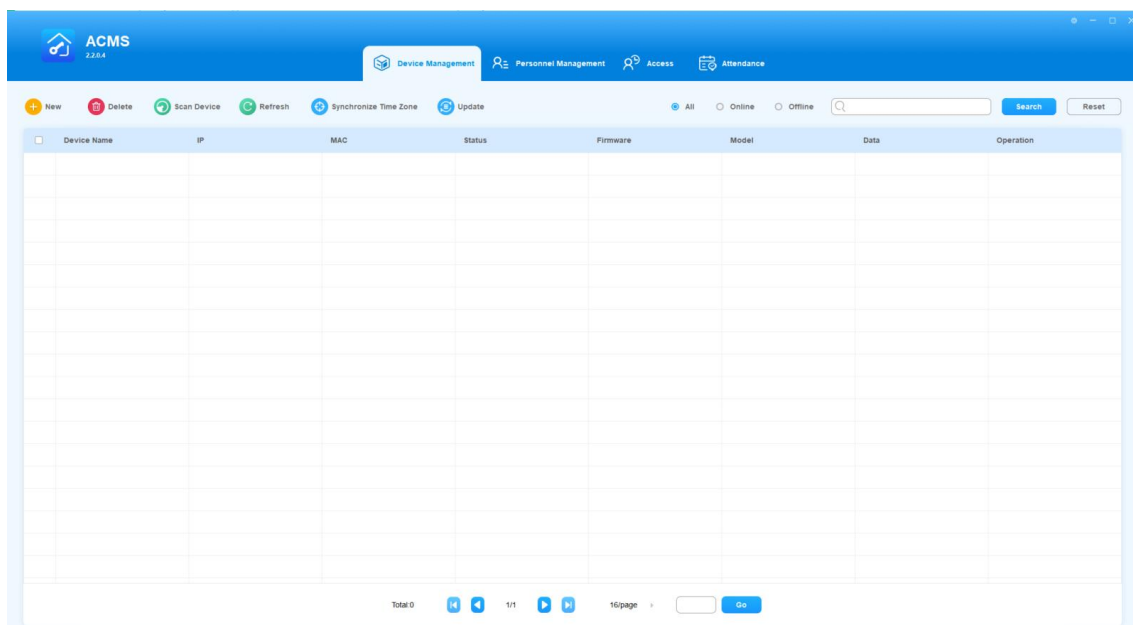 ACMS
2.2.0.4
Device Management Personnel Management Access Attendance
New Delete Scan Device Refresh Synchronize Time Zone Update All Online Offline Search Reset
Device Name IP MAC Status Firmware Model Data Operation
Total:0 1/1 16/page Go